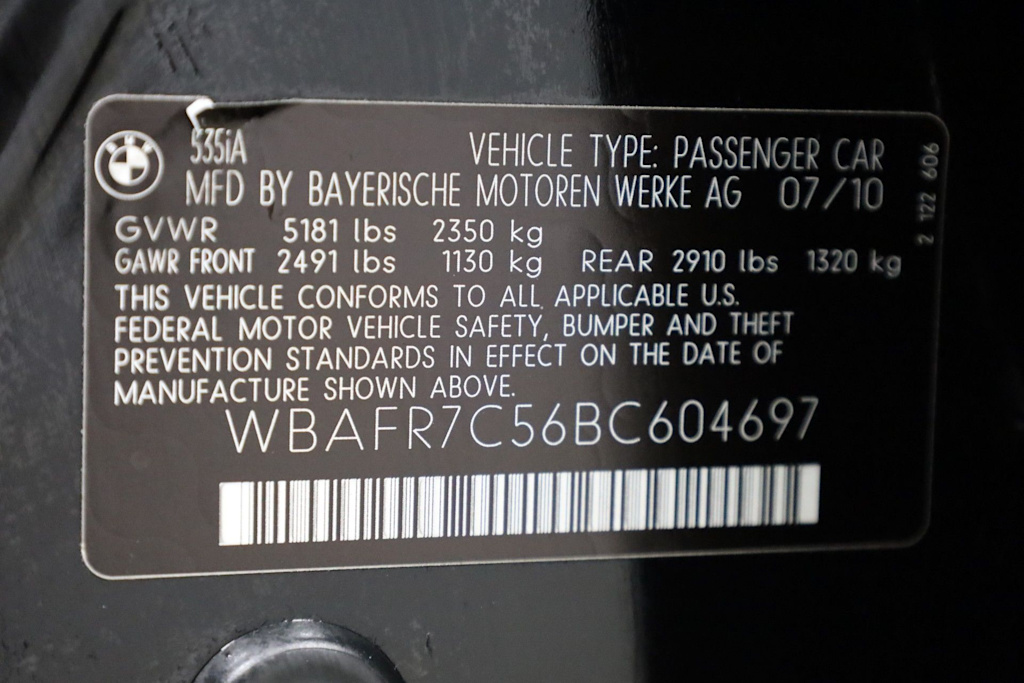 535iA VEHICLE TYPE: PASSENGER CAR
MFD BY BAYERISCHE MOTOREN WERKE AG 07/10
GVWR 5181 lbs 2350 kg
GAWR FRONT 2491 lbs 1130 kg REAR 2910 lbs 1320 kg
THIS VEHICLE CONFORMS TO ALL APPLICABLE U.S.
FEDERAL MOTOR VEHICLE SAFETY, BUMPER AND THEFT
PREVENTION STANDARDS IN EFFECT ON THE DATE OF
MANUFACTURE SHOWN ABOVE.
WBAFR7C56BC604697
2 122 606